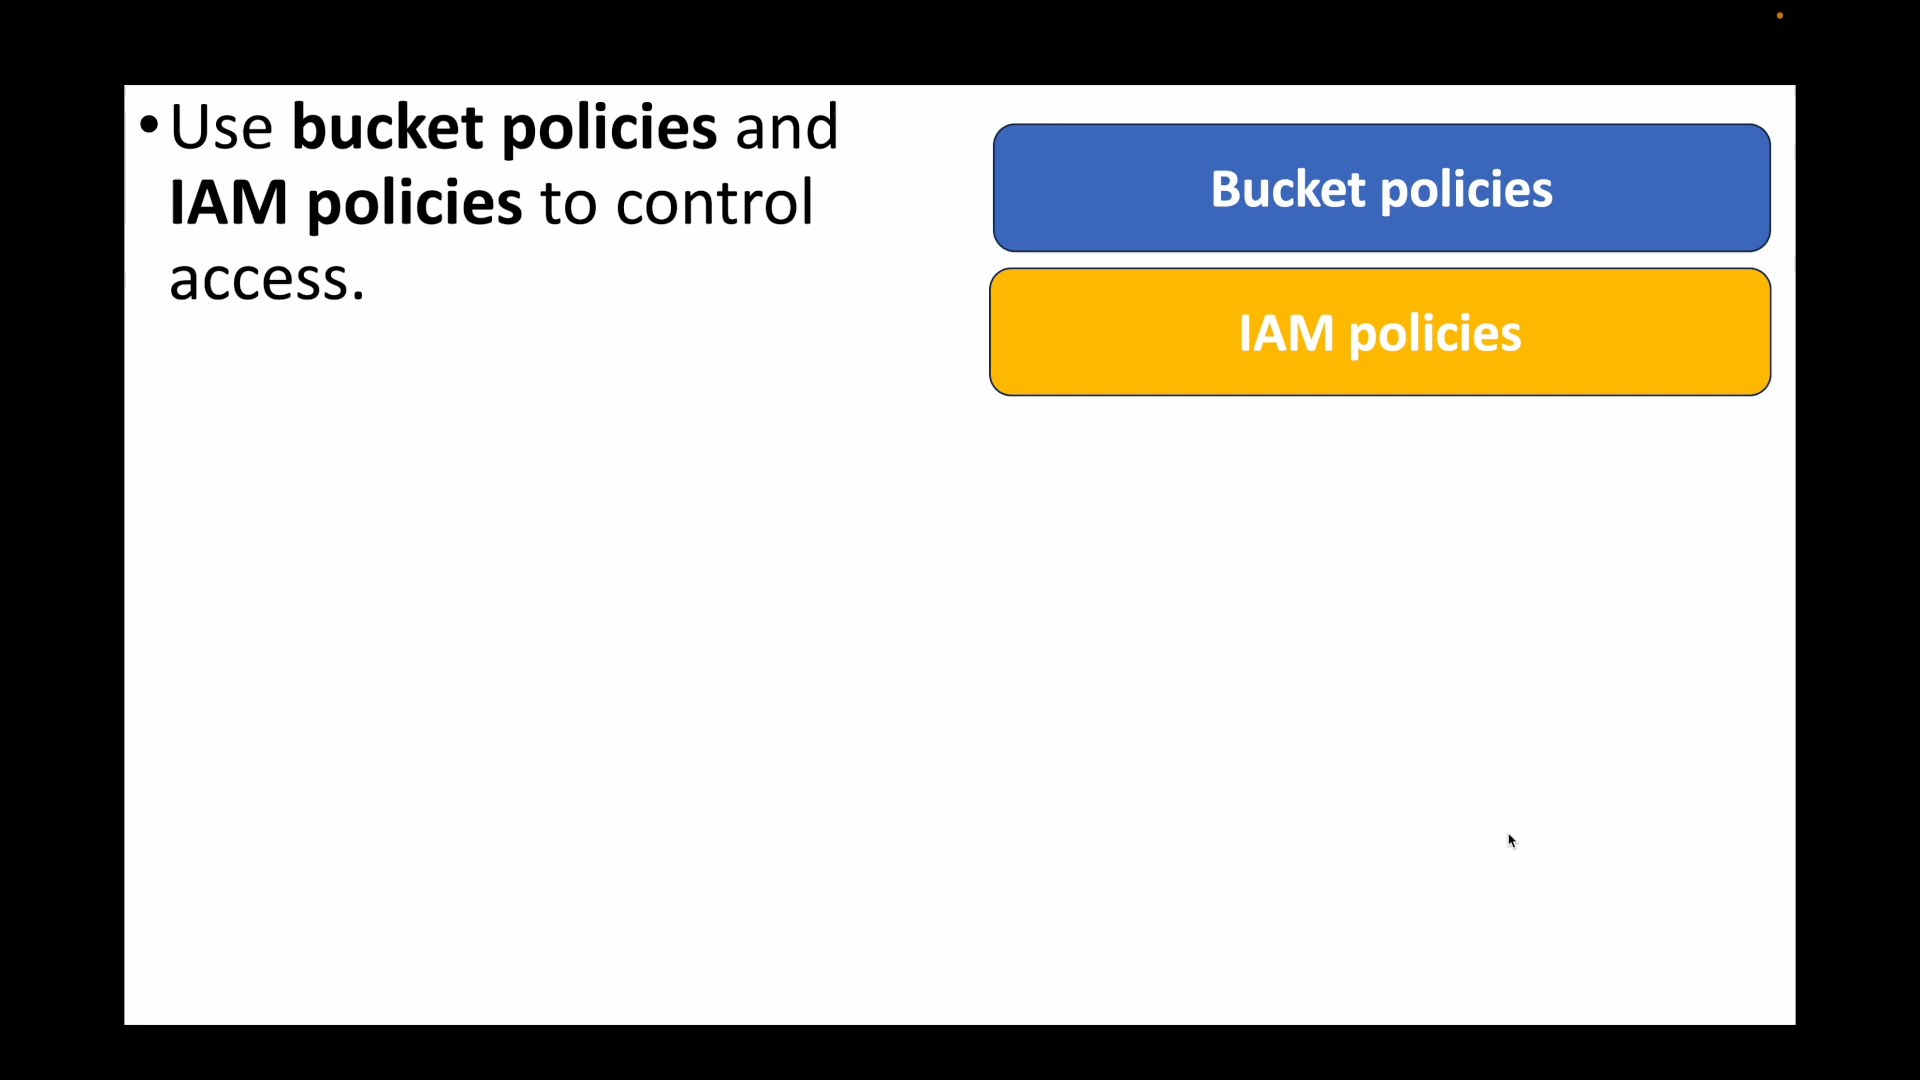 • Use bucket policies and
IAM policies to control
access.
Bucket policies
IAM policies